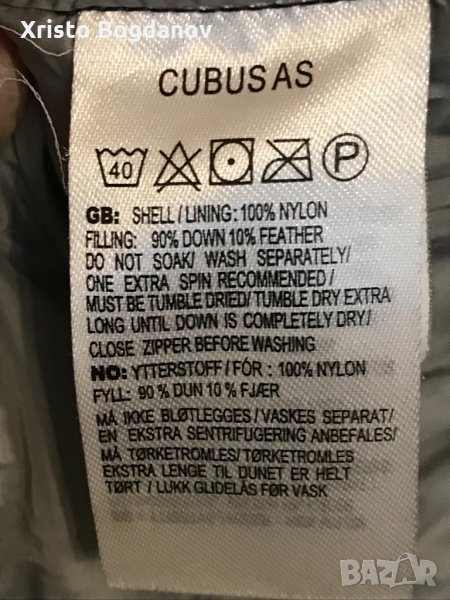 Xristo Bogdanov
CUBUS AS
40 P
GB: SHELL/LINING:100% NYLON
FILLING: 90% DOWN 10% FEATHER
DO NOT SOAK/ WASH SEPARATELY/
ONE EXTRA SPIN RECOMMENDED/
MUST BE TUMBLE DRIED/ TUMBLE DRY EXTRA
LONG UNTIL DOWN IS COMPLETELY DRY/
CLOSE ZIPPER BEFORE WASHING
NO: YTTERSTOFF/FÓR : 100% NYLON
FYLL: 90 % DUN 10 % FJÆR
MÅ IKKE BLØTLEGGES/VASKES SEPARAT/
EN EKSTRA SENTRIFUGERING ANBEFALES/
MÅ TØRKETROMLES/TØRKETROMLES
EKSTRA LENGE TIL DUNET ER HELT
TØRT / LUKK GLIDELÅS FØR VASK
BAZAR
bg